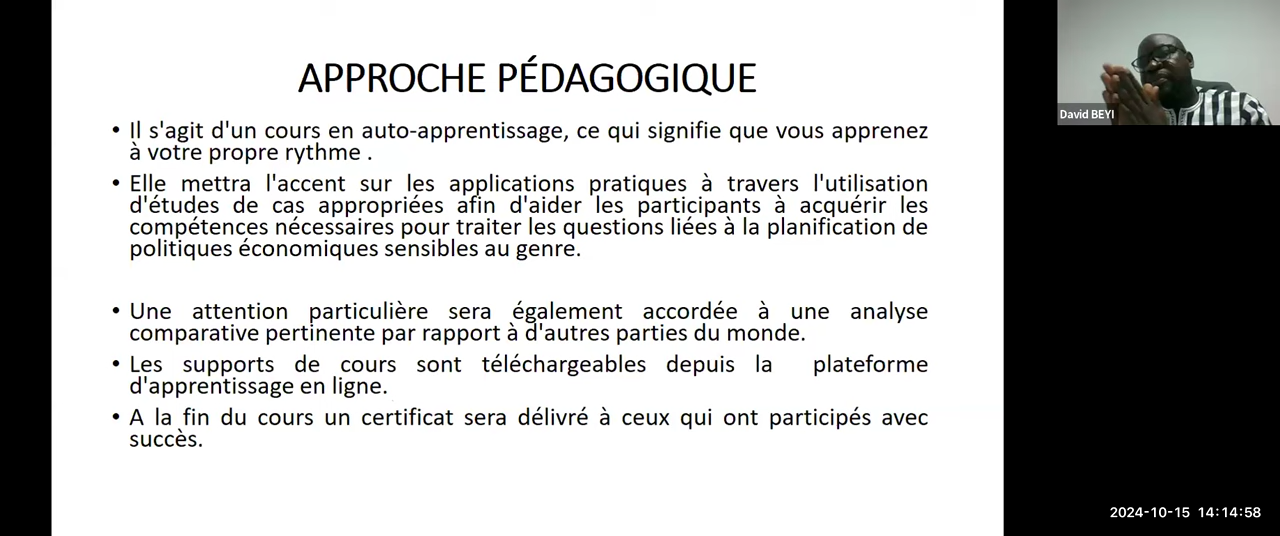 APPROCHE PÉDAGOGIQUE
• Il s'agit d'un cours en auto-apprentissage, ce qui signifie que vous apprenez
à votre propre rythme .
• Elle mettra l'accent sur les applications pratiques à travers l'utilisation
d'études de cas appropriées afin d'aider les participants à acquérir les
compétences nécessaires pour traiter les questions liées à la planification de
politiques économiques sensibles au genre.
• Une attention particulière sera également accordée à une analyse
comparative pertinente par rapport à d'autres parties du monde.
• Les supports de cours sont téléchargeables depuis la plateforme
d'apprentissage en ligne.
• A la fin du cours un certificat sera délivré à ceux qui ont participés avec
succès.
David BEYI
2024-10-15 14:14:58